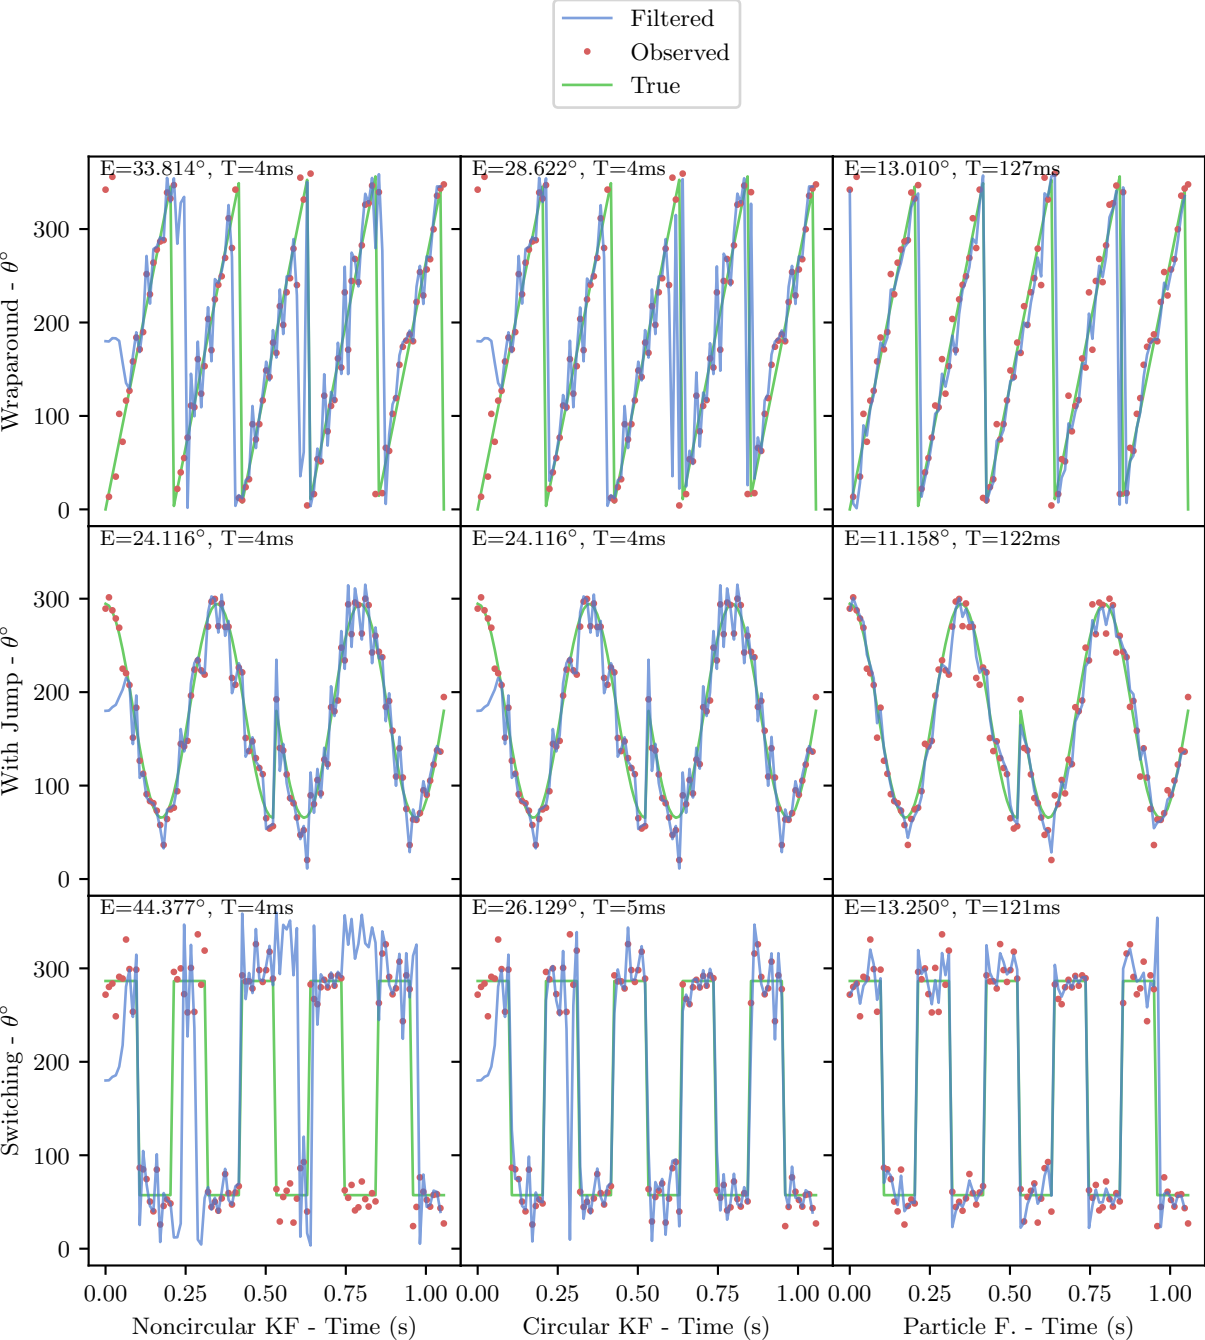 Filtered
Observed
True
E=33.814°, T=4ms
E=28.622°, T=4ms
E=13.010°, T=127ms
300
200
100
0
Wraparound - θ°
E=24.116°, T=4ms
E=24.116°, T=4ms
E=11.158°, T=122ms
300
200
100
0
With Jump - θ°
E=44.377°, T=4ms
E=26.129°, T=5ms
E=13.250°, T=121ms
300
200
100
0
Switching - θ°
0.00 0.25 0.50 0.75 1.00
0.00 0.25 0.50 0.75 1.00
0.00 0.25 0.50 0.75 1.00
Noncircular KF - Time (s)
Circular KF - Time (s)
Particle F. - Time (s)